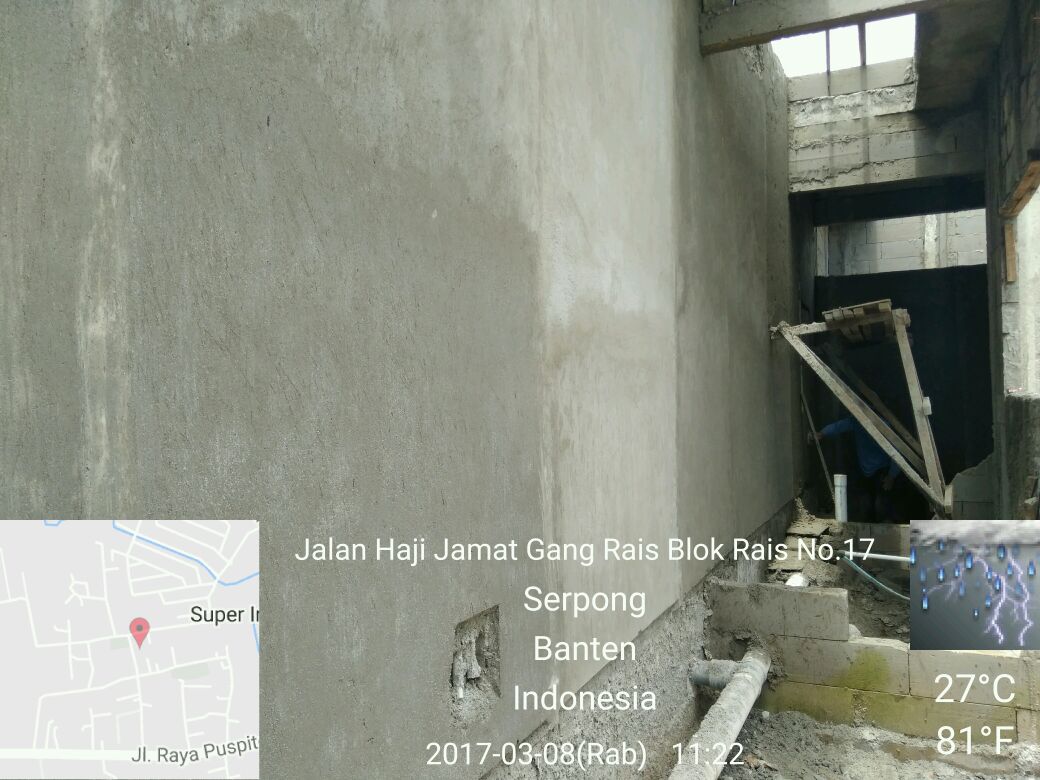 Jalan Haji Jamat Gang Rais Blok Rais No.17
Serpong
Banten
Indonesia
2017-03-08(Rab) 11:22
Super
Jl. Raya Puspit
27°C
81°F